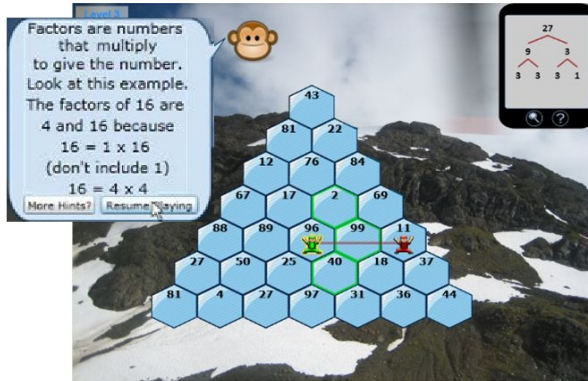 Level 3
Factors are numbers
that multiply
to give the number.
Look at this example.
The factors of 16 are
4 and 16 because
16 = 1 x 16
(don't include 1)
16 = 4 x 4
More Hints?
Resume Playing
27
9 3
3 3 3 1
?
43
81 22
12 76 84
67 17 2 69
88 89 96 99 11
27 50 25 40 18 37
81 4 27 97 31 36 44